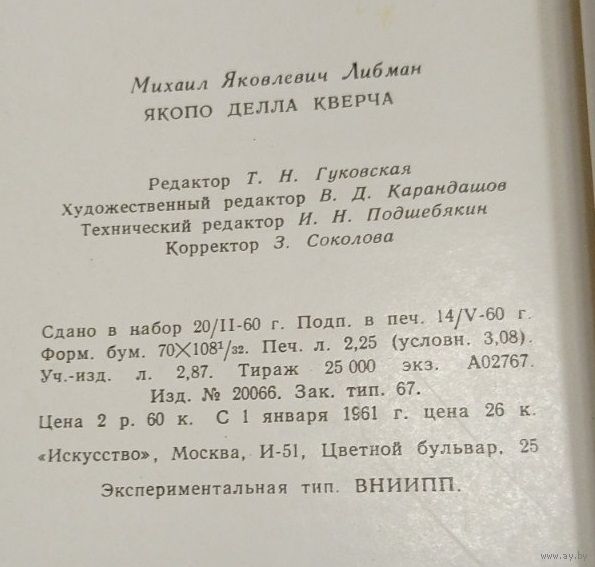 Михаил Яковлевич Либман
ЯКОПО ДЕЛЛА КВЕРЧА
Редактор Т. Н. Гуковская
Художественный редактор В. Д. Карандашов
Технический редактор И. Н. Подшебякин
Корректор З. Соколова
Сдано в набор 20/II-60 г. Подп. в печ. 14/V-60 г.
Форм. бум. 70×108¹/₃₂. Печ. л. 2,25 (условн. 3,08).
Уч.-изд. л. 2,87. Тираж 25 000 экз. А02767.
Изд. № 20066. Зак. тип. 67.
Цена 2 р. 60 к. С 1 января 1961 г. цена 26 к.
«Искусство», Москва, И-51, Цветной бульвар, 25
Экспериментальная тип. ВНИИПП.
www.ay.by